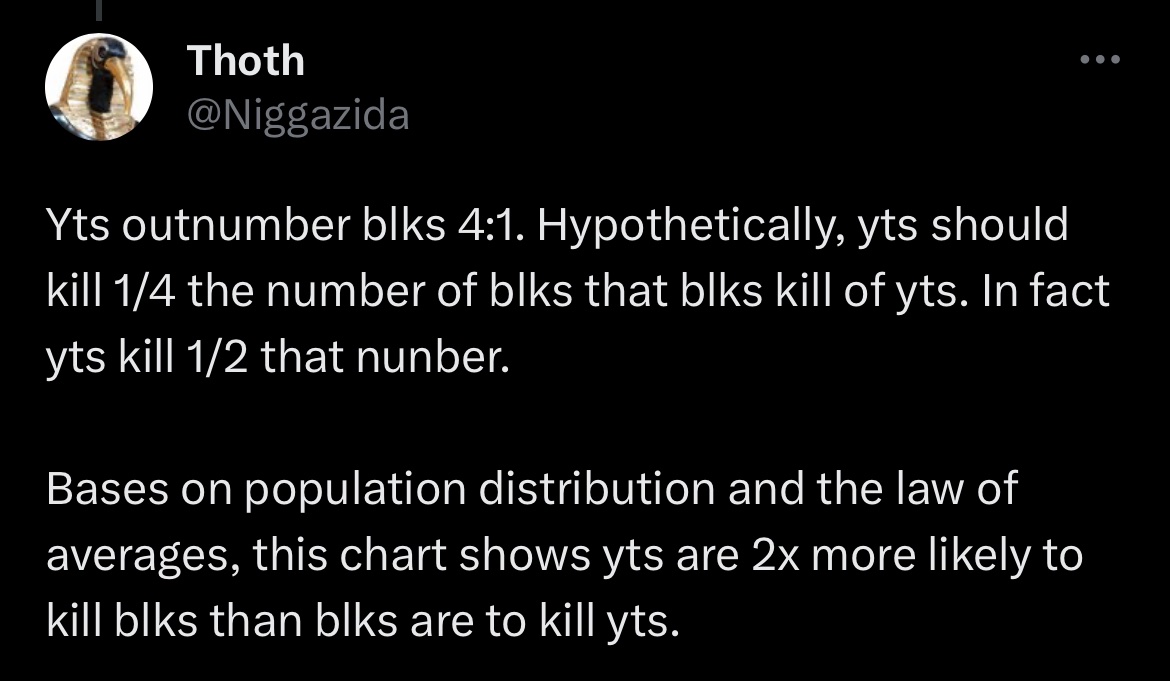 Thoth
@Niggazida
Yts outnumber blks 4:1. Hypothetically, yts should
kill 1/4 the number of blks that blks kill of yts. In fact
yts kill 1/2 that nunber.
Bases on population distribution and the law of
averages, this chart shows yts are 2x more likely to
kill blks than blks are to kill yts.